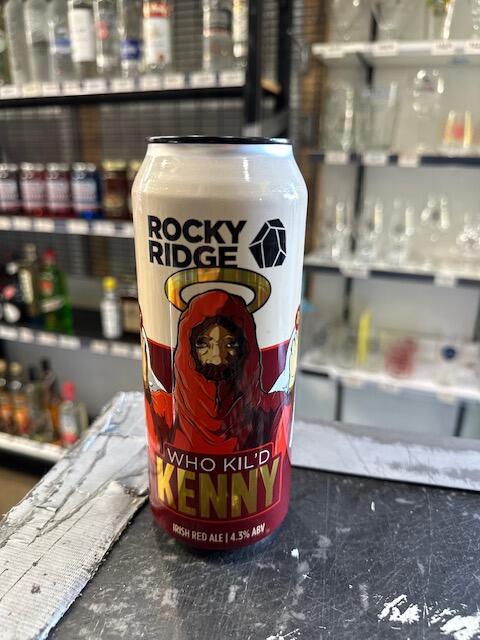 ROCKY
RIDGE
WHO KIL'D
KENNY
IRISH RED ALE | 4.3% ABV